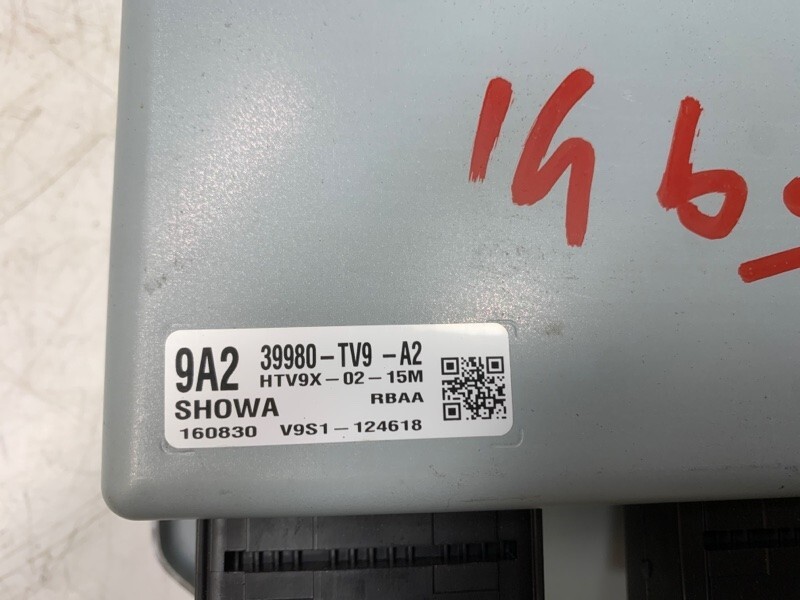 9A2 39980-TV9-A2
HTV9X-02-15M
SHOWA RBAA
160830 V9S1-124618